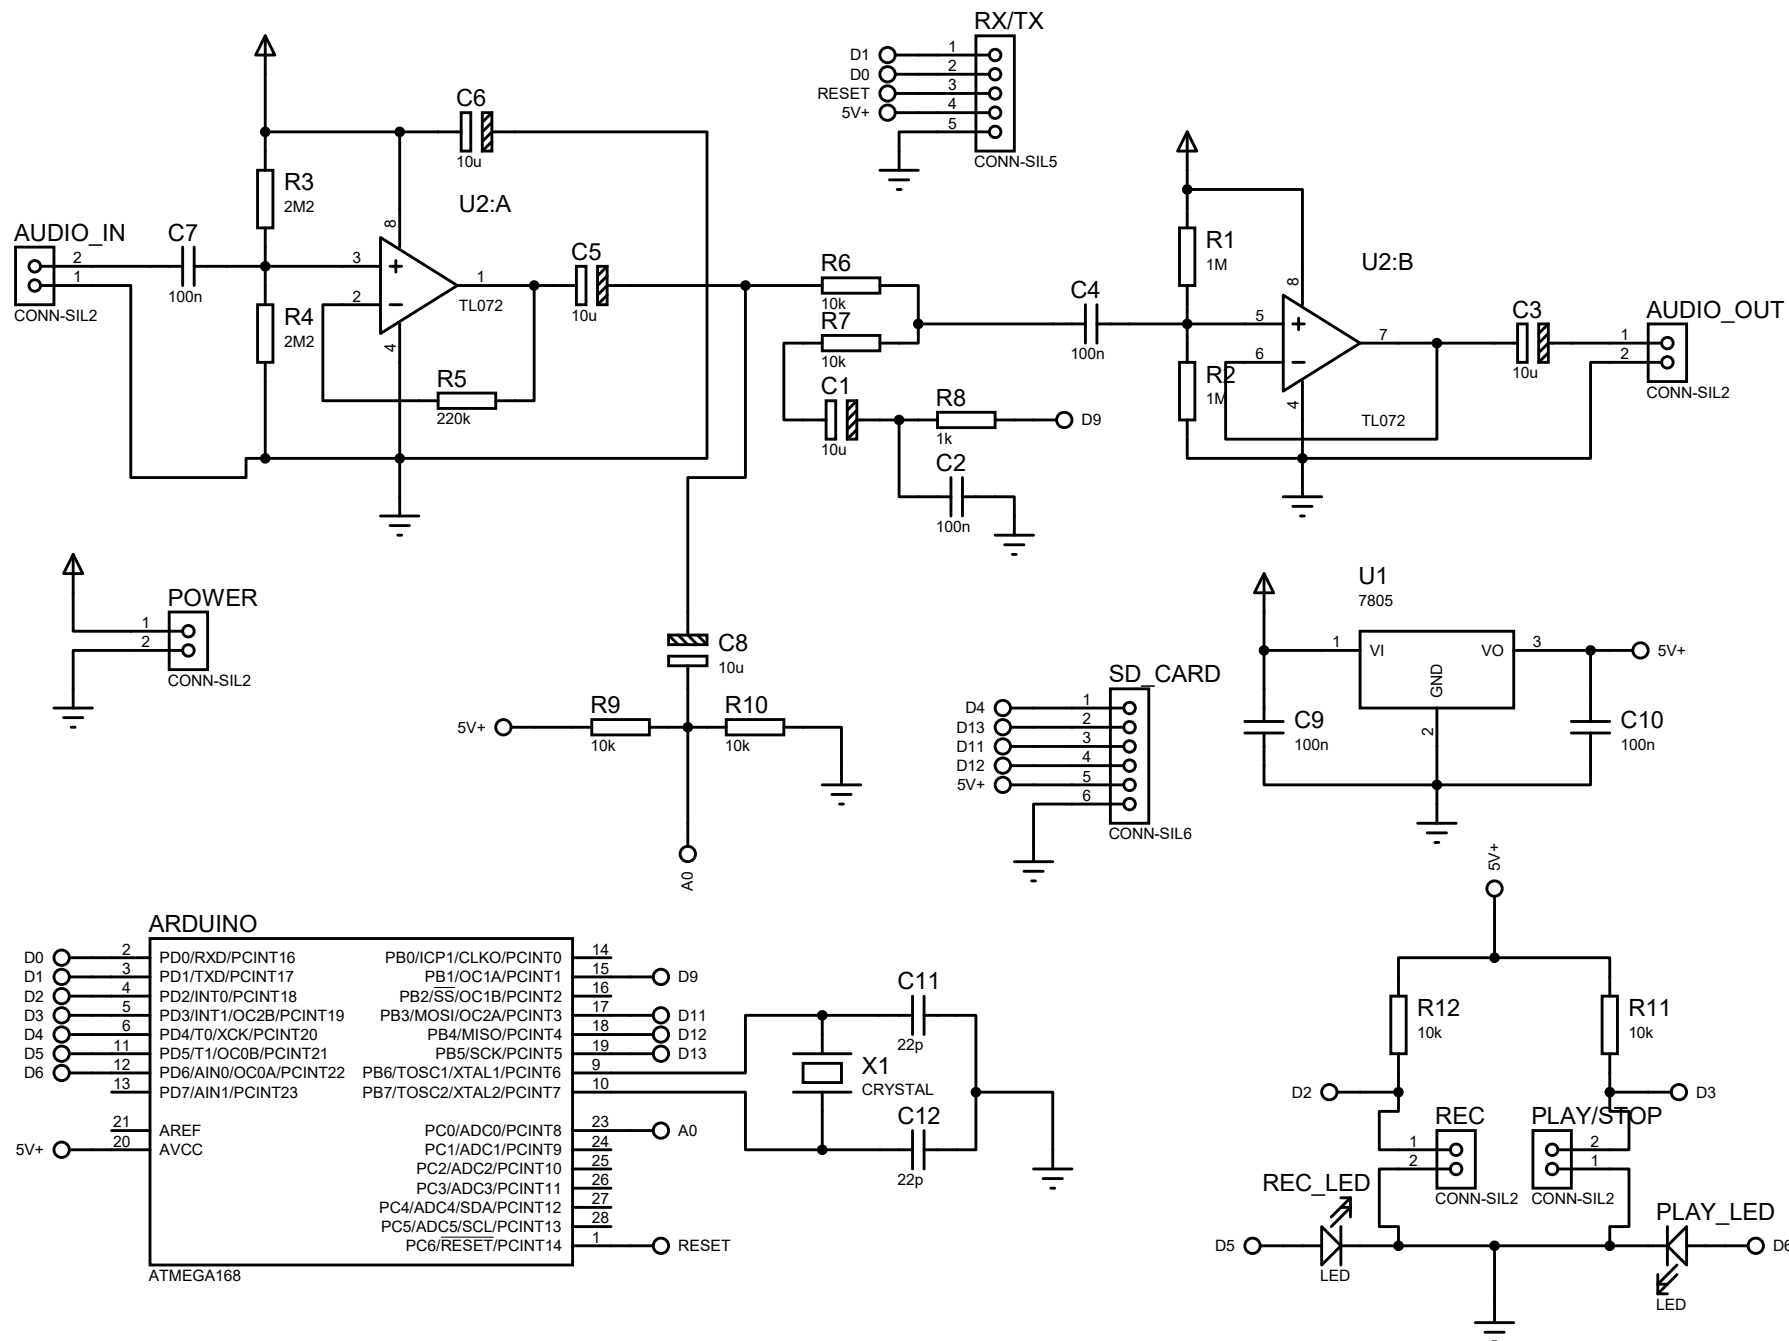 RX/TX
D1 1
D0 2
RESET 3
5V+ 4
5
CONN-SIL5
C6
10u
R3
2M2
U2:A
8
AUDIO_IN
2
1
CONN-SIL2
C7
100n
3
2
1
4
TL072
C5
10u
R4
2M2
R5
220k
R6
10k
R7
10k
C1
10u
R8
1k
D9
C2
100n
C4
100n
R1
1M
R2
1M
U2:B
8
5
6
7
4
TL072
C3
10u
AUDIO_OUT
1
2
CONN-SIL2
POWER
1
2
CONN-SIL2
C8
10u
5V+
R9
10k
R10
10k
A0
SD_CARD
D4 1
D13 2
D11 3
D12 4
5V+ 5
6
CONN-SIL6
U1
7805
1 VI
VO 3
GND
2
5V+
C9
100n
C10
100n
ARDUINO
D0 2 PD0/RXD/PCINT16
D1 3 PD1/TXD/PCINT17
D2 4 PD2/INT0/PCINT18
D3 5 PD3/INT1/OC2B/PCINT19
D4 6 PD4/T0/XCK/PCINT20
D5 11 PD5/T1/OC0B/PCINT21
D6 12 PD6/AIN0/OC0A/PCINT22
13 PD7/AIN1/PCINT23
21 AREF
5V+ 20 AVCC
PB0/ICP1/CLKO/PCINT0 14
PB1/OC1A/PCINT1 15 D9
PB2/SS/OC1B/PCINT2 16
PB3/MOSI/OC2A/PCINT3 17 D11
PB4/MISO/PCINT4 18 D12
PB5/SCK/PCINT5 19 D13
PB6/TOSC1/XTAL1/PCINT6 9
PB7/TOSC2/XTAL2/PCINT7 10
PC0/ADC0/PCINT8 23 A0
PC1/ADC1/PCINT9 24
PC2/ADC2/PCINT10 25
PC3/ADC3/PCINT11 26
PC4/ADC4/SDA/PCINT12 27
PC5/ADC5/SCL/PCINT13 28
PC6/RESET/PCINT14 1 RESET
ATMEGA168
C11
22p
X1
CRYSTAL
C12
22p
5V+
R12
10k
R11
10k
D2
D3
REC
1
2
CONN-SIL2
PLAY/STOP
2
1
CONN-SIL2
REC_LED
D5
LED
PLAY_LED
D6
LED